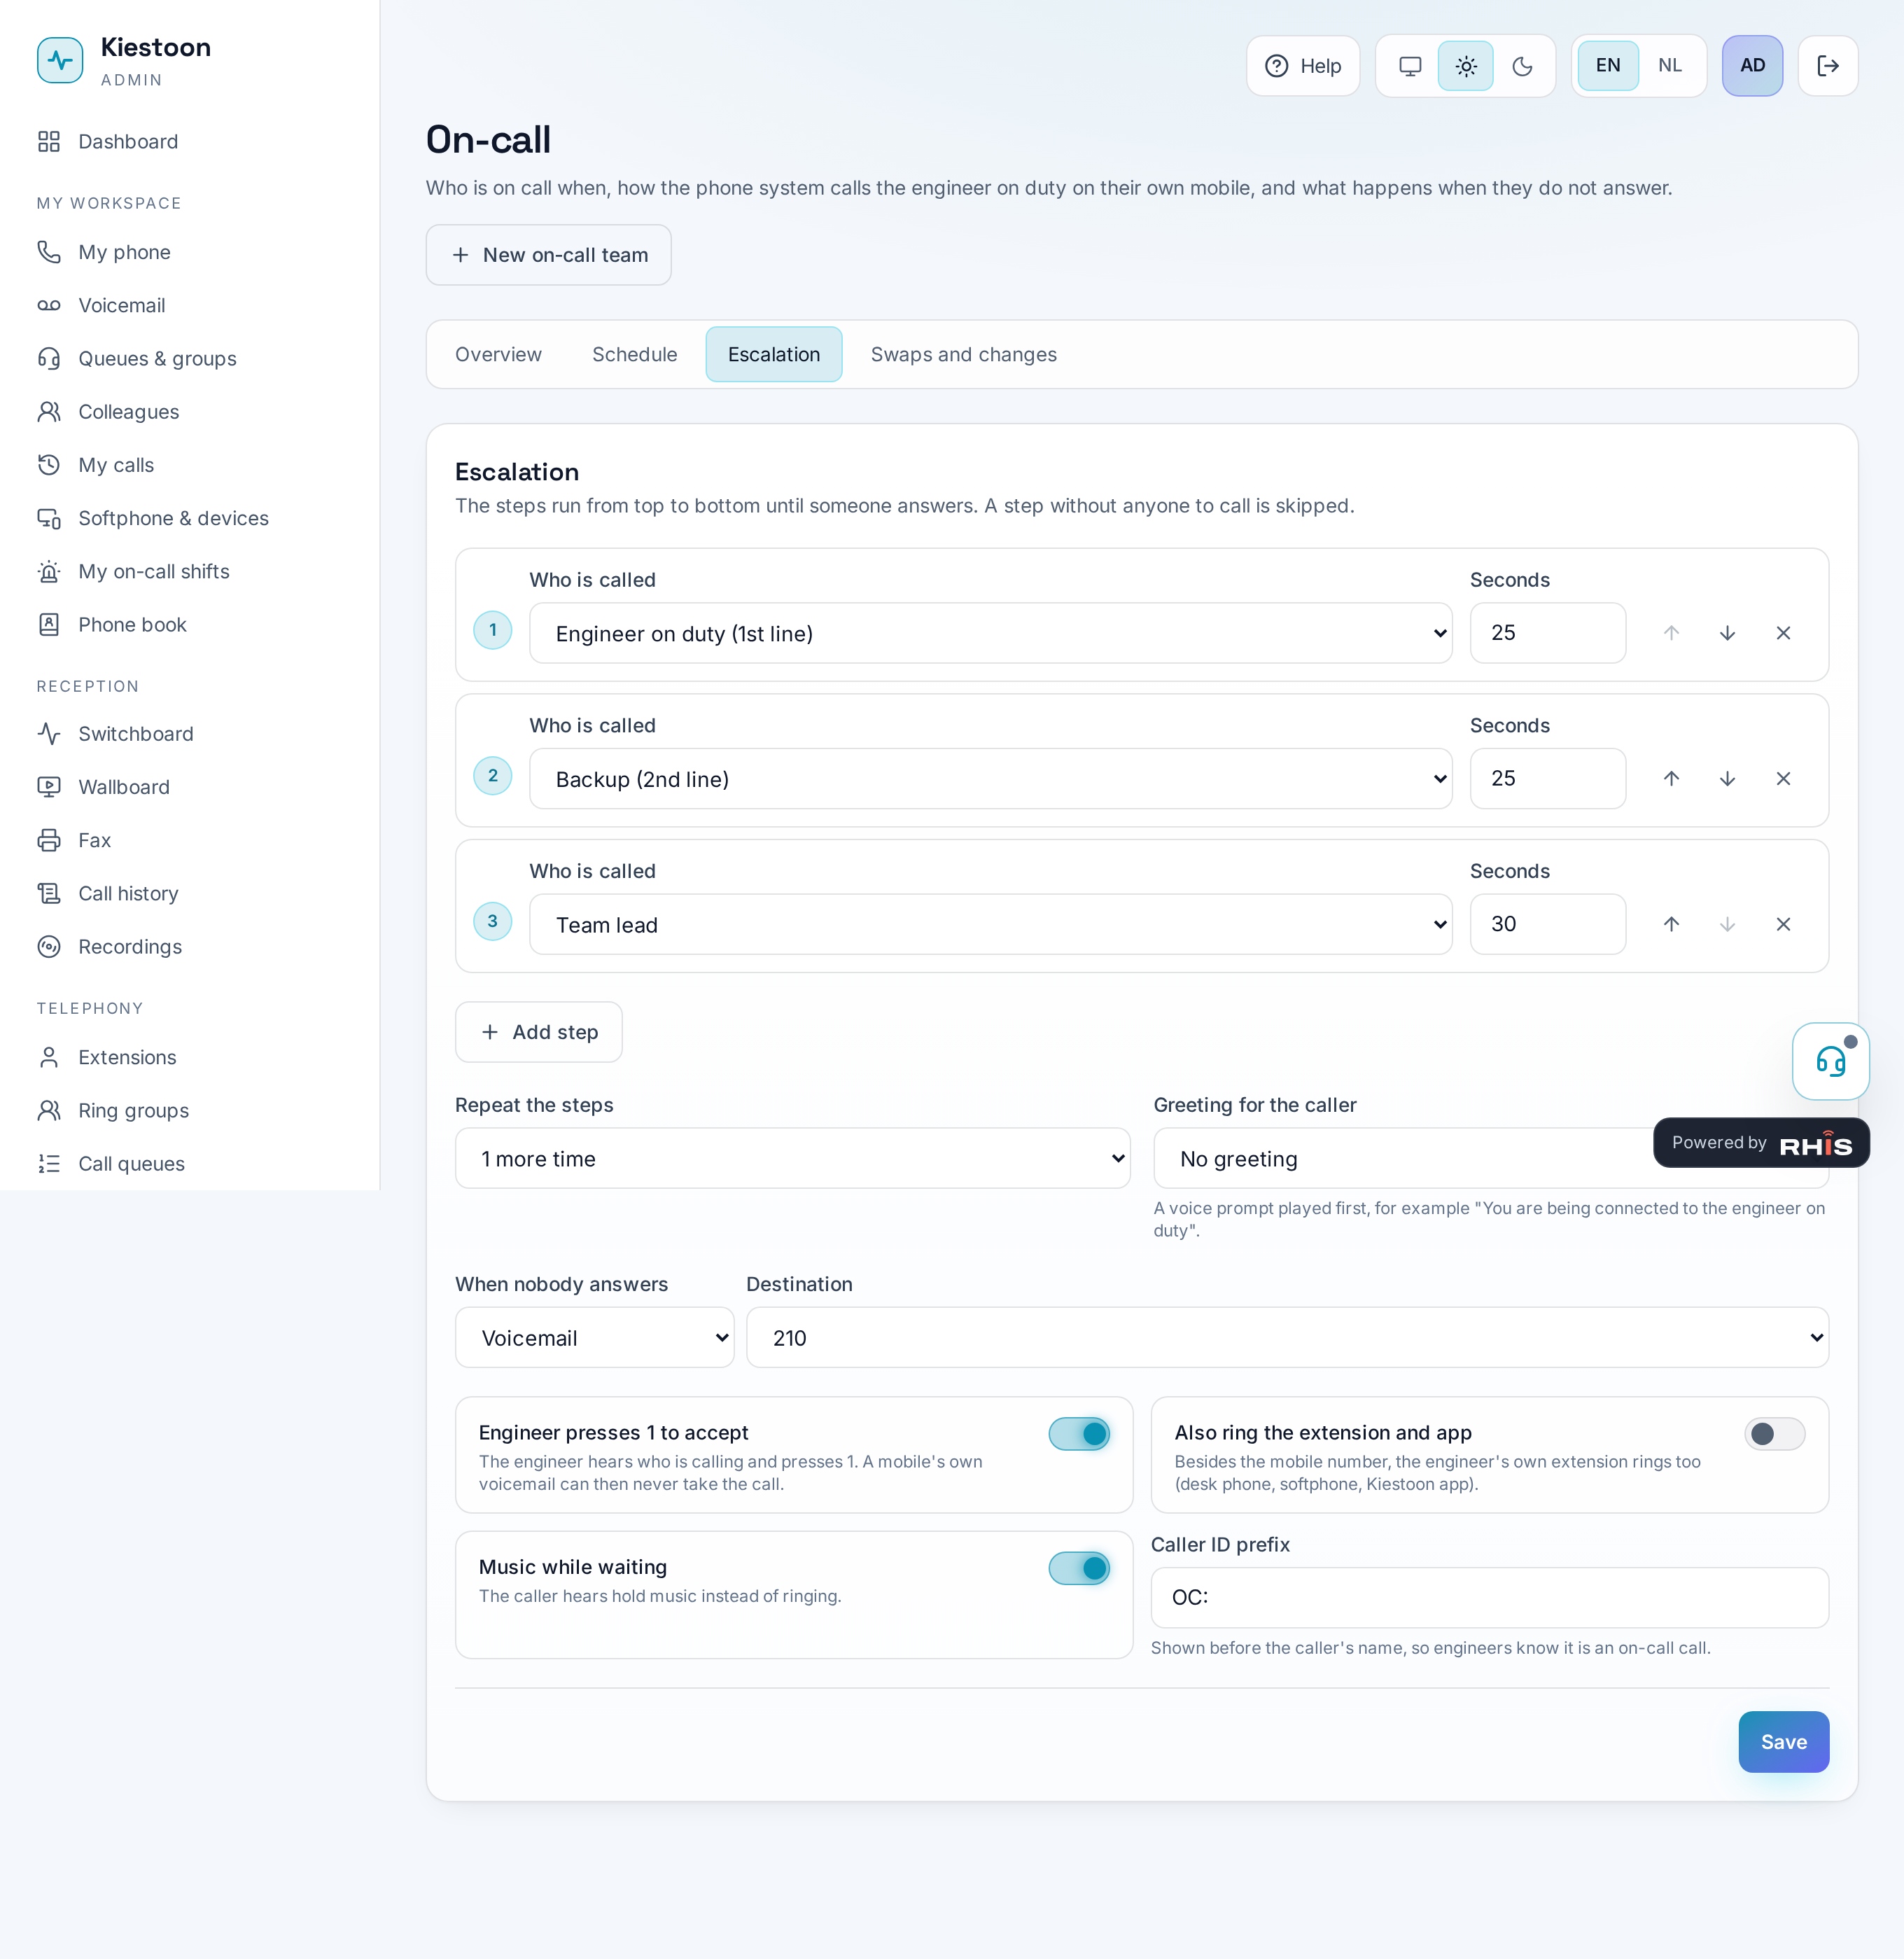 Kiestoon
ADMIN
Dashboard
MY WORKSPACE
My phone
Voicemail
Queues & groups
Colleagues
My calls
Softphone & devices
My on-call shifts
Phone book
RECEPTION
Switchboard
Wallboard
Fax
Call history
Recordings
TELEPHONY
Extensions
Ring groups
Call queues
Help
EN NL
AD
On-call
Who is on call when, how the phone system calls the engineer on duty on their own mobile, and what happens when they do not answer.
New on-call team
Overview Schedule Escalation Swaps and changes
Escalation
The steps run from top to bottom until someone answers. A step without anyone to call is skipped.
Who is called Seconds
1 Engineer on duty (1st line) 25
Who is called Seconds
2 Backup (2nd line) 25
Who is called Seconds
3 Team lead 30
Add step
Repeat the steps Greeting for the caller
1 more time No greeting
Powered by RHiS
A voice prompt played first, for example "You are being connected to the engineer on
duty".
When nobody answers Destination
Voicemail 210
Engineer presses 1 to accept
The engineer hears who is calling and presses 1. A mobile's own
voicemail can then never take the call.
Also ring the extension and app
Besides the mobile number, the engineer's own extension rings too
(desk phone, softphone, Kiestoon app).
Music while waiting
The caller hears hold music instead of ringing.
Caller ID prefix
OC:
Shown before the caller's name, so engineers know it is an on-call call.
Save